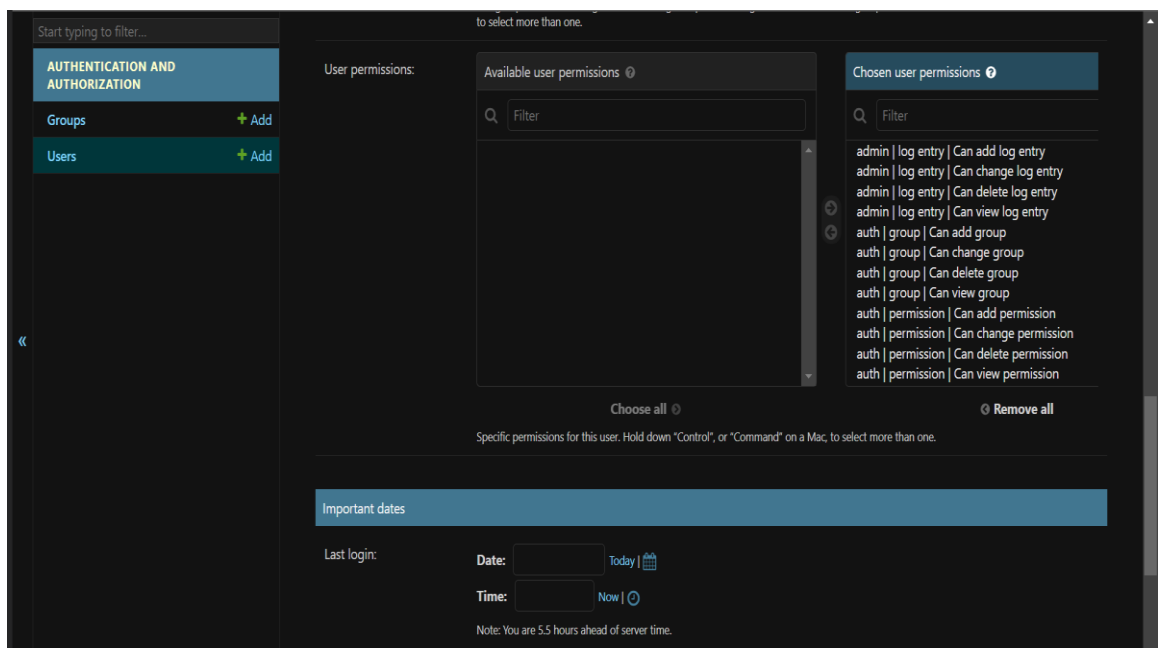 to select more than one.
Start typing to filter...
AUTHENTICATION AND
AUTHORIZATION
Groups + Add
Users + Add
«
User permissions:
Available user permissions ?
Filter
Choose all
Chosen user permissions ?
Filter
admin | log entry | Can add log entry
admin | log entry | Can change log entry
admin | log entry | Can delete log entry
admin | log entry | Can view log entry
auth | group | Can add group
auth | group | Can change group
auth | group | Can delete group
auth | group | Can view group
auth | permission | Can add permission
auth | permission | Can change permission
auth | permission | Can delete permission
auth | permission | Can view permission
Remove all
Specific permissions for this user. Hold down “Control”, or “Command” on a Mac, to select more than one.
Important dates
Last login:
Date: Today |
Time: Now |
Note: You are 5.5 hours ahead of server time.